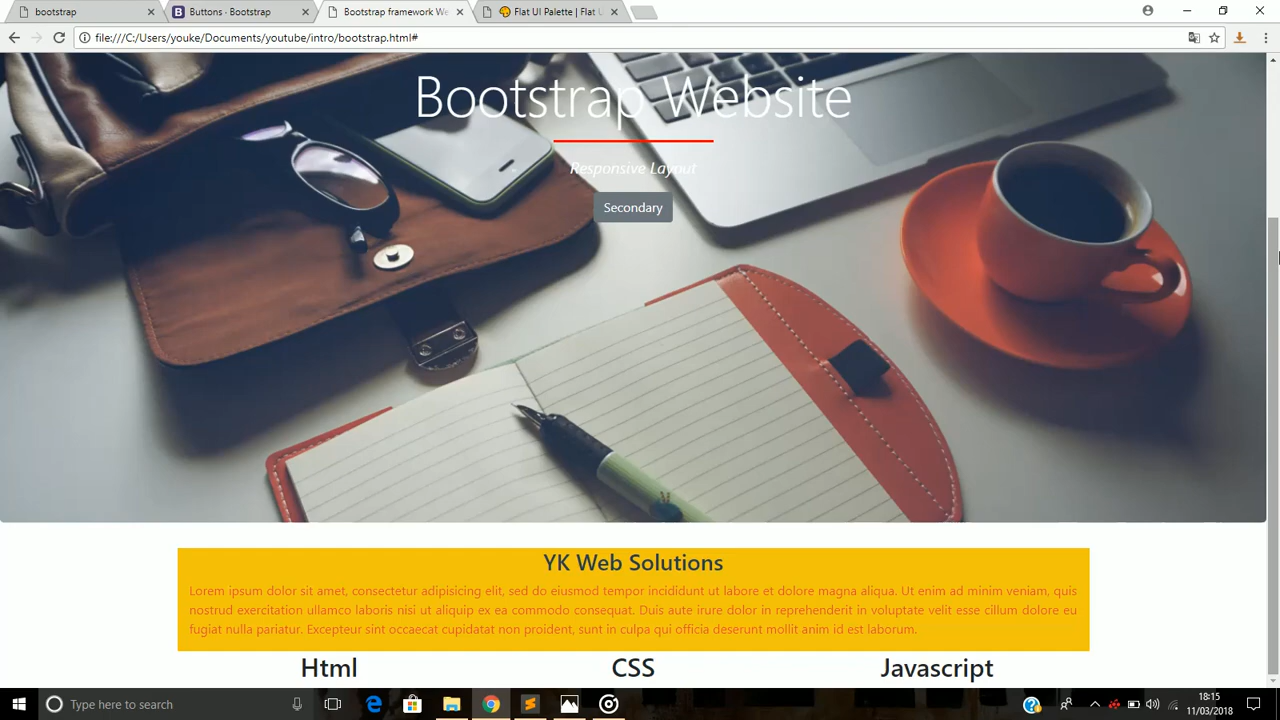 bootstrap
Buttons · Bootstrap
Bootstrap framework We
Flat UI Palette | Flat U
file:///C:/Users/youke/Documents/youtube/intro/bootstrap.html#
Bootstrap Website
Responsive Laynut
Secondary
YK Web Solutions
Lorem ipsum dolor sit amet, consectetur adipisicing elit, sed do eiusmod tempor incididunt ut labore et dolore magna aliqua. Ut enim ad minim veniam, quis
nostrud exercitation ullamco laboris nisi ut aliquip ex ea commodo consequat. Duis aute irure dolor in reprehenderit in voluptate velit esse cillum dolore eu
fugiat nulla pariatur. Excepteur sint occaecat cupidatat non proident, sunt in culpa qui officia deserunt mollit anim id est laborum.
Html
CSS
Javascript
Type here to search
18:15
11/03/2018